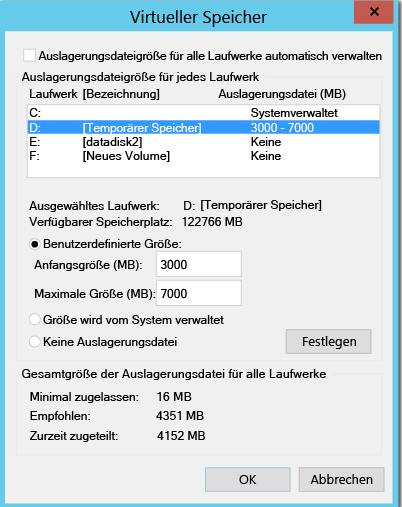 Virtueller Speicher
Auslagerungsdateigröße für alle Laufwerke automatisch verwalten
Auslagerungsdateigröße für jedes Laufwerk
Laufwerk [Bezeichnung] Auslagerungsdatei (MB)
C: Systemverwaltet
D: [Temporärer Speicher] 3000 - 7000
E: [datadisk2] Keine
F: [Neues Volume] Keine
Ausgewähltes Laufwerk: D: [Temporärer Speicher]
Verfügbarer Speicherplatz: 122766 MB
Benutzerdefinierte Größe:
Anfangsgröße (MB): 3000
Maximale Größe (MB): 7000
Größe wird vom System verwaltet
Keine Auslagerungsdatei Festlegen
Gesamtgröße der Auslagerungsdatei für alle Laufwerke
Minimal zugelassen: 16 MB
Empfohlen: 4351 MB
Zurzeit zugeteilt: 4152 MB
OK Abbrechen